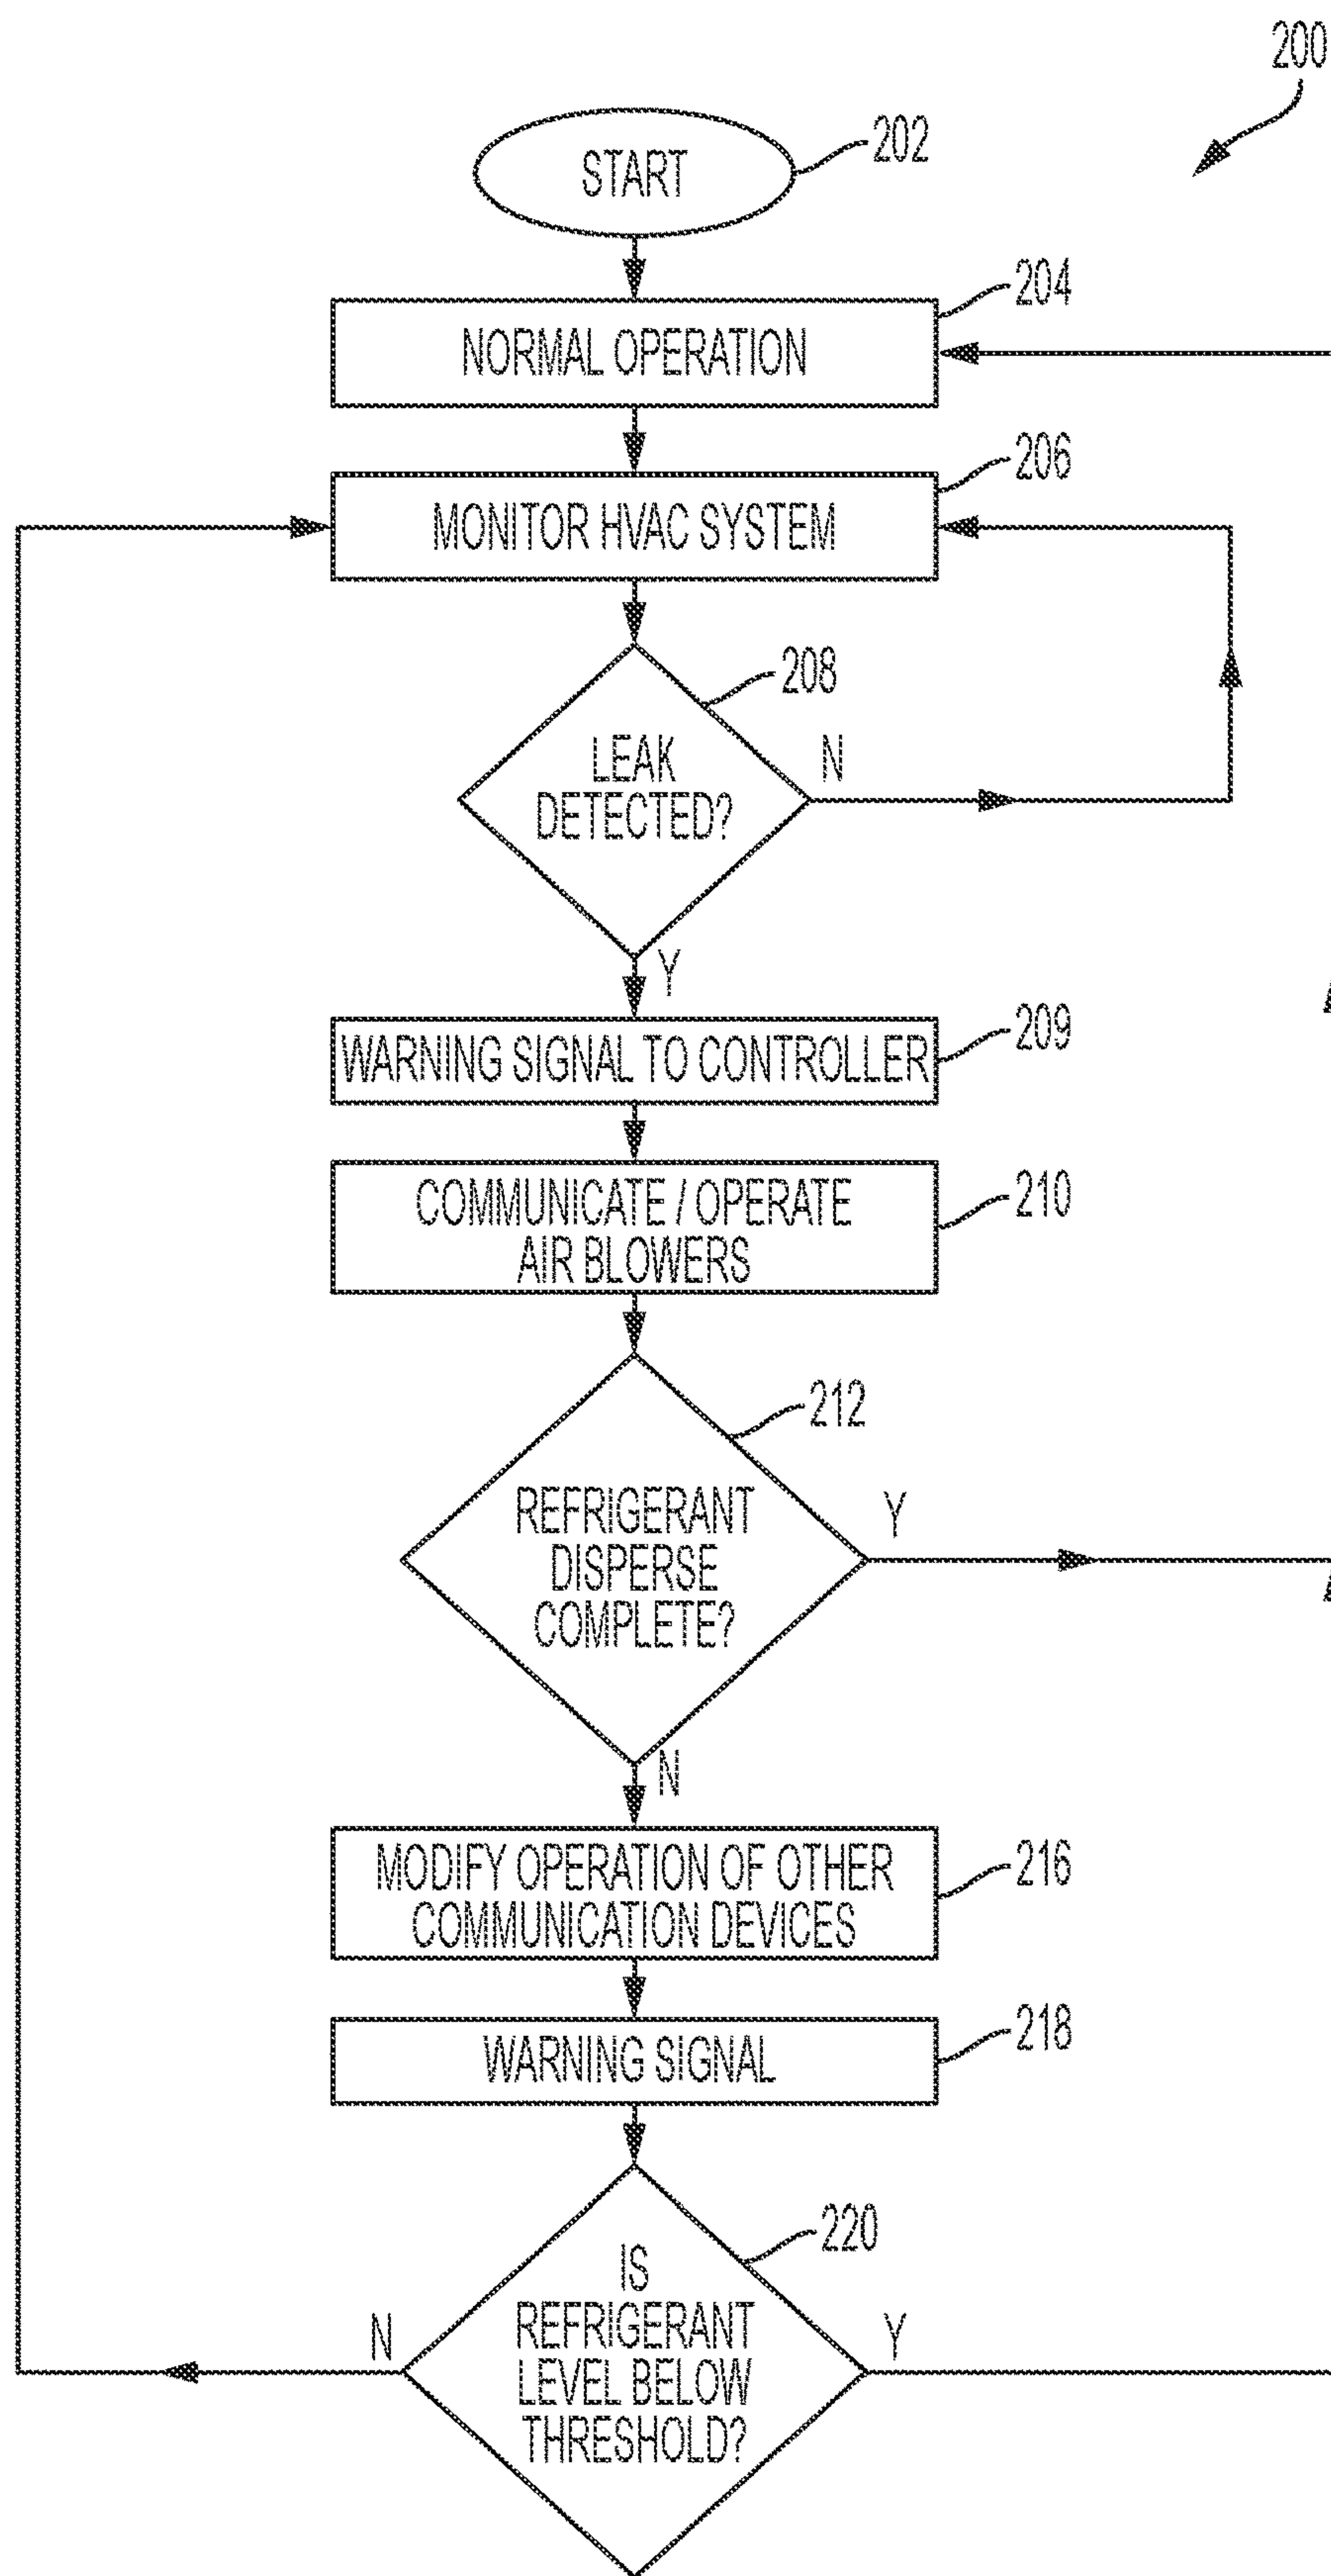 200
START
202
204
NORMAL OPERATION
206
MONITOR HVAC SYSTEM
208
LEAK
DETECTED?
N
Y
209
WARNING SIGNAL TO CONTROLLER
210
COMMUNICATE / OPERATE
AIR BLOWERS
212
REFRIGERANT
DISPERSE
COMPLETE?
Y
N
216
MODIFY OPERATION OF OTHER
COMMUNICATION DEVICES
218
WARNING SIGNAL
220
IS
REFRIGERANT
LEVEL BELOW
THRESHOLD?
N
Y